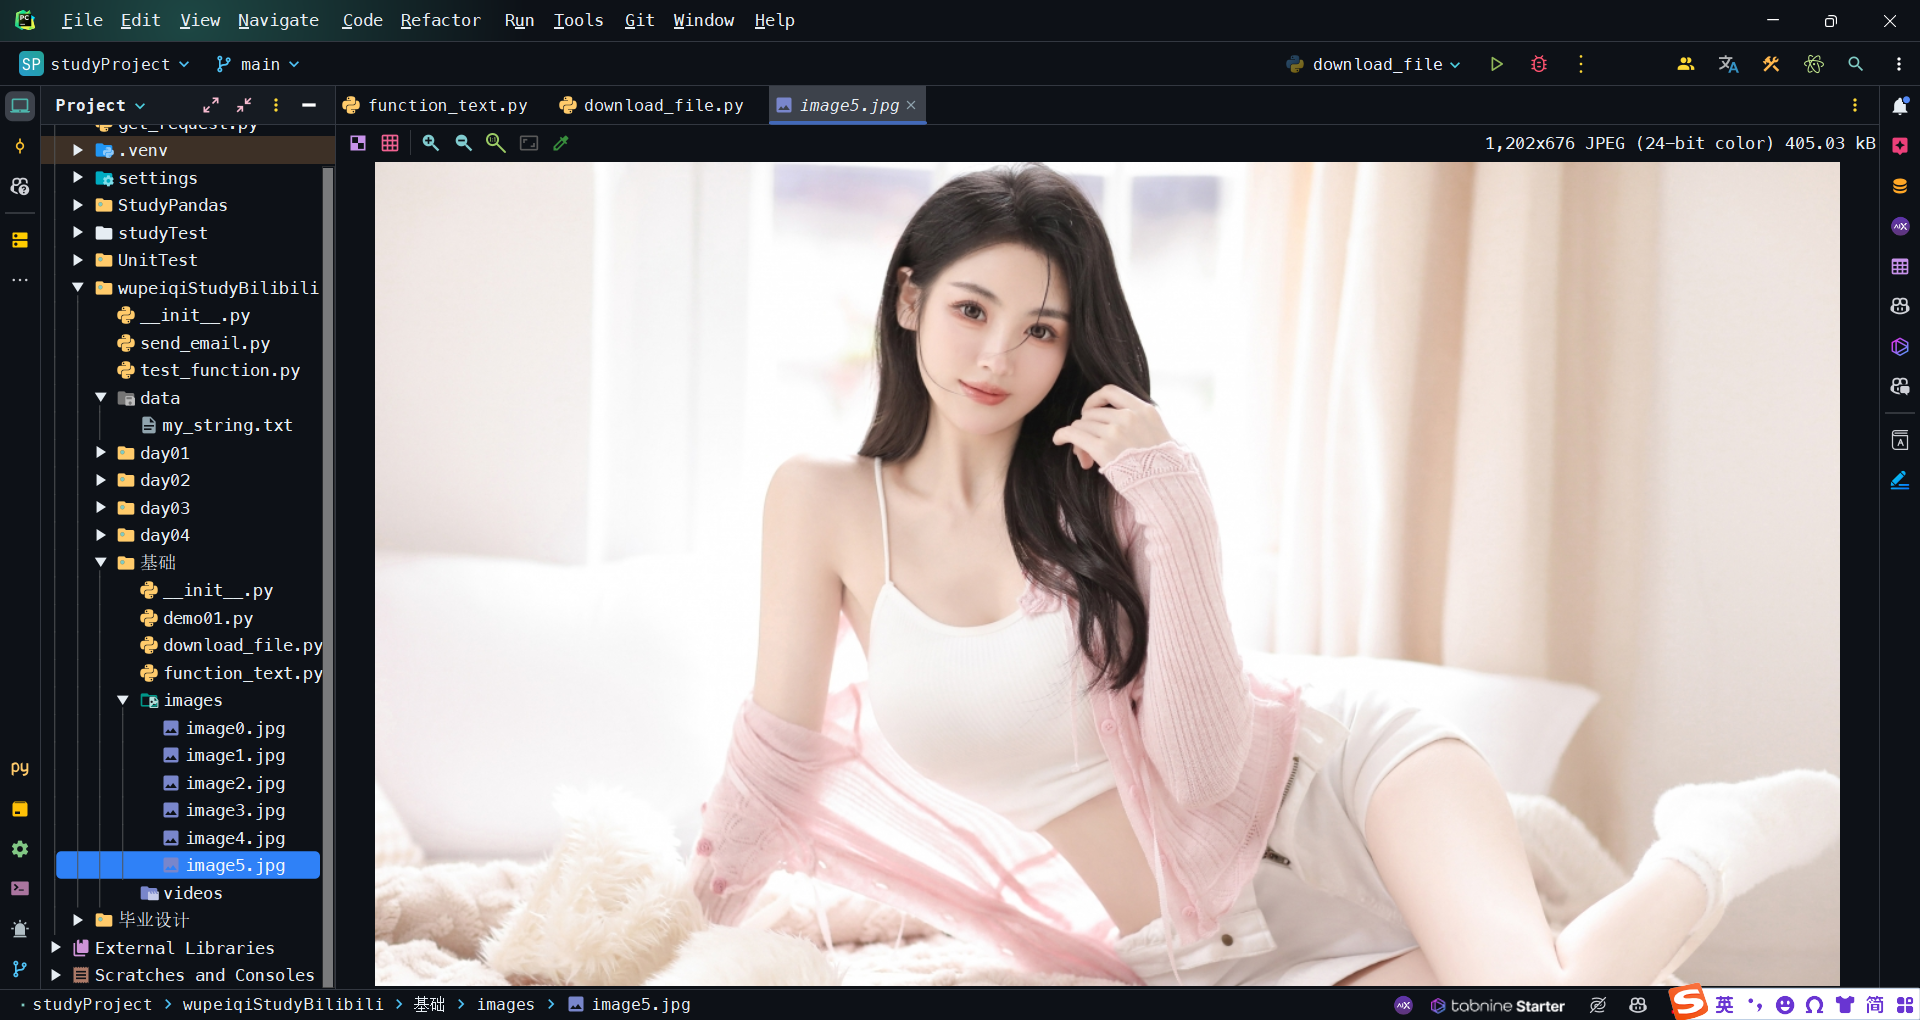 File Edit View Navigate Code Refactor Run Tools Git Window Help
SP studyProject main download_file
Project function_text.py download_file.py image5.jpg
1,202x676 JPEG (24-bit color) 405.03 kB
get_request.py
.venv
settings
StudyPandas
studyTest
UnitTest
wupeiqiStudyBilibili
__init__.py
send_email.py
test_function.py
data
my_string.txt
day01
day02
day03
day04
基础
__init__.py
demo01.py
download_file.py
function_text.py
images
image0.jpg
image1.jpg
image2.jpg
image3.jpg
image4.jpg
image5.jpg
videos
毕业设计
External Libraries
Scratches and Consoles
studyProject > wupeiqiStudyBilibili > 基础 > images > image5.jpg
tabnine Starter
英 简